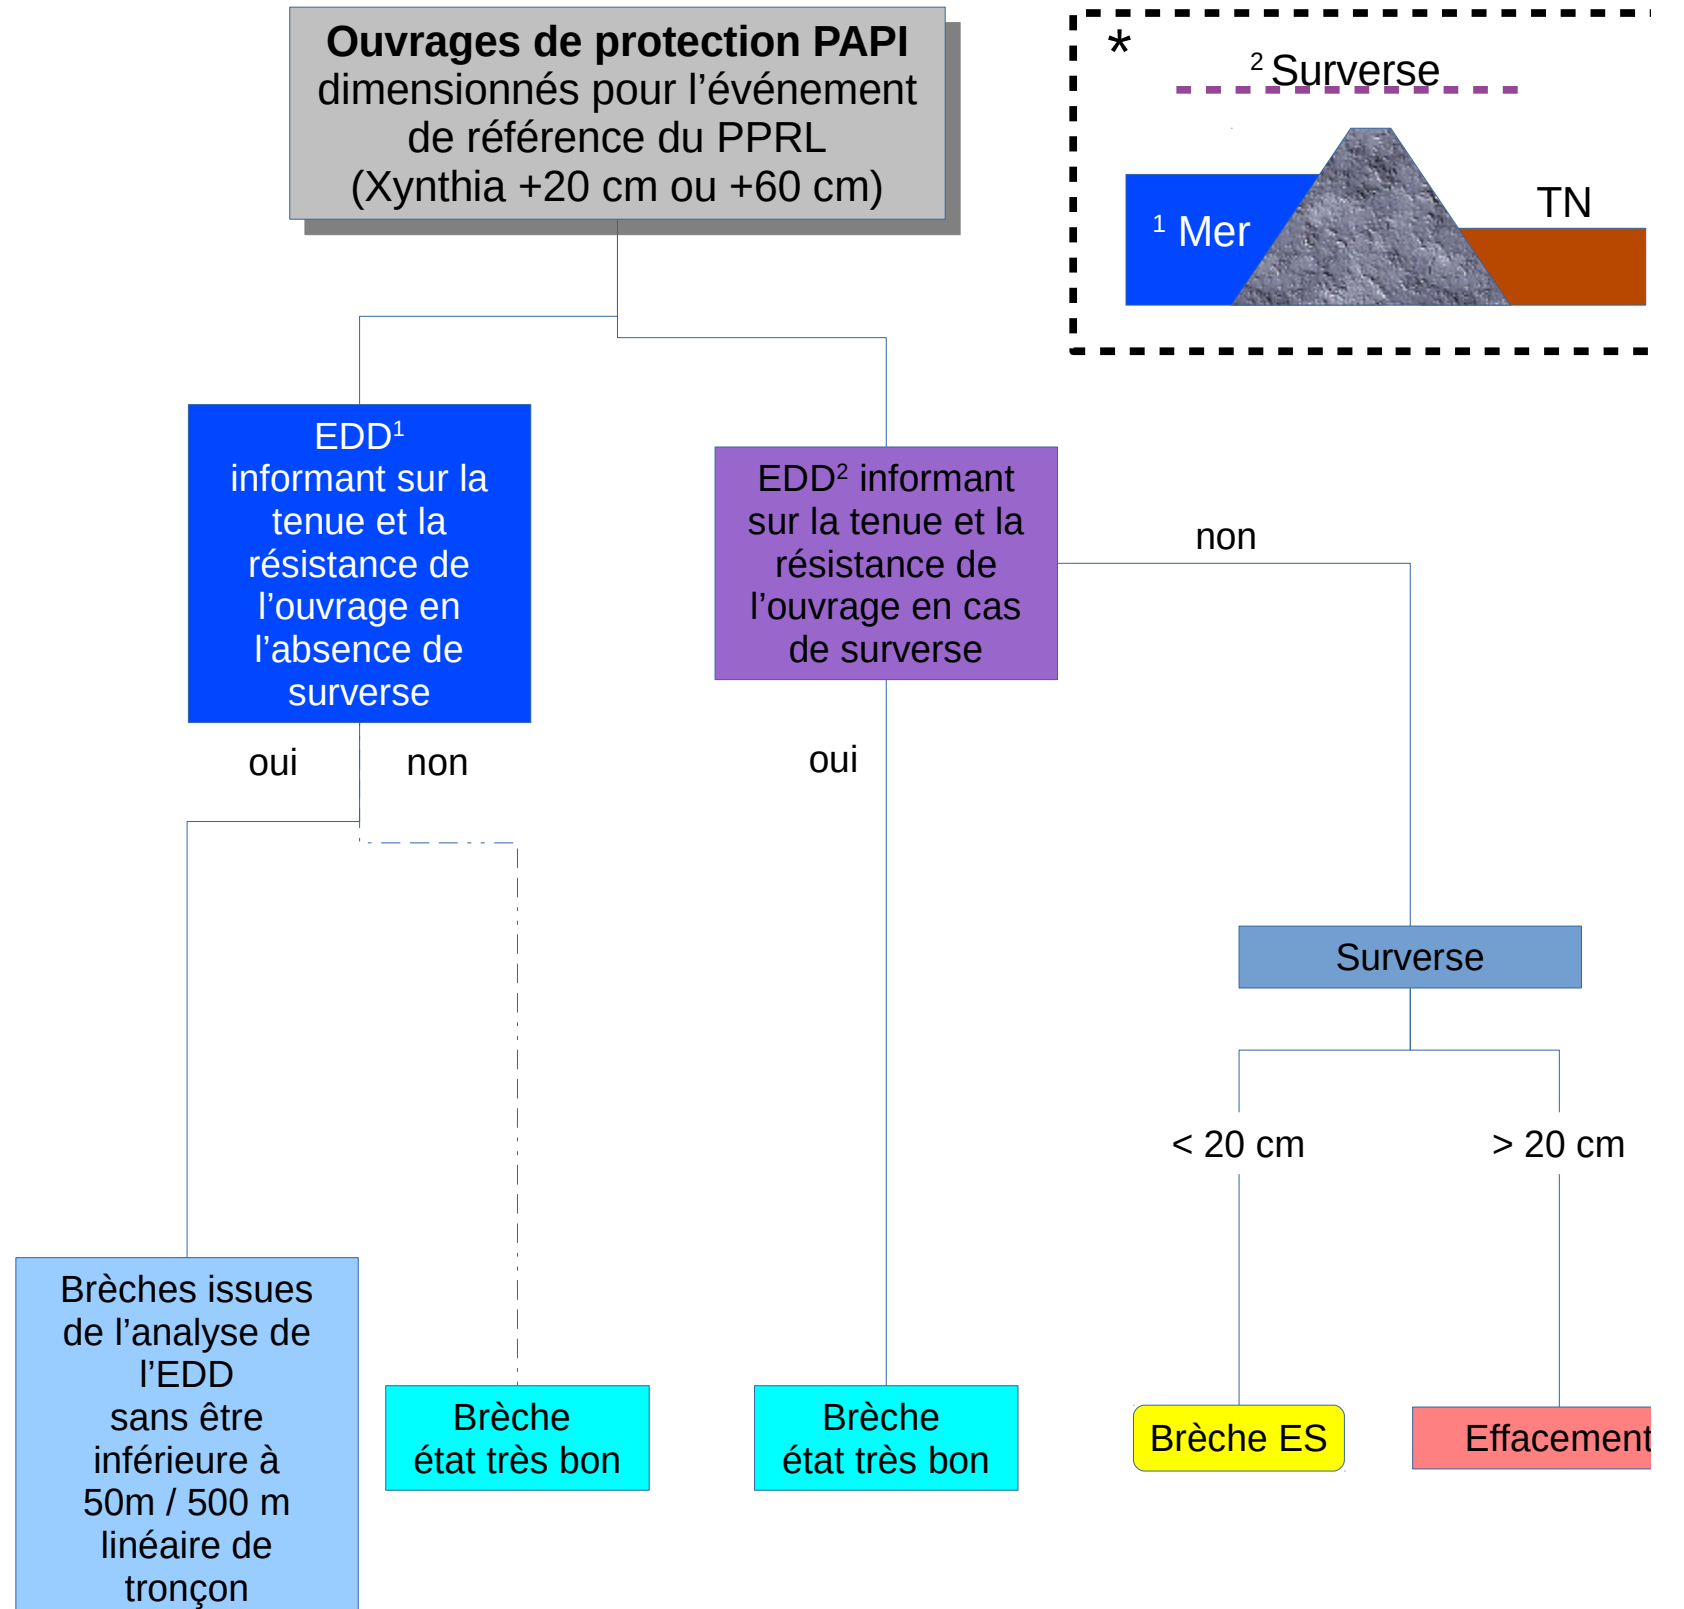 Ouvrages de protection PAPI
dimensionnés pour l’événement
de référence du PPRL
(Xynthia +20 cm ou +60 cm)
*
² Surverse
¹ Mer
TN
EDD¹
informant sur la
tenue et la
résistance de
l’ouvrage en
l’absence de
surverse
EDD² informant
sur la tenue et la
résistance de
l’ouvrage en cas
de surverse
non
oui
non
oui
Surverse
< 20 cm
> 20 cm
Brèches issues
de l’analyse de
l’EDD
sans être
inférieure à
50m / 500 m
linéaire de
tronçon
Brèche
état très bon
Brèche
état très bon
Brèche ES
Effacement